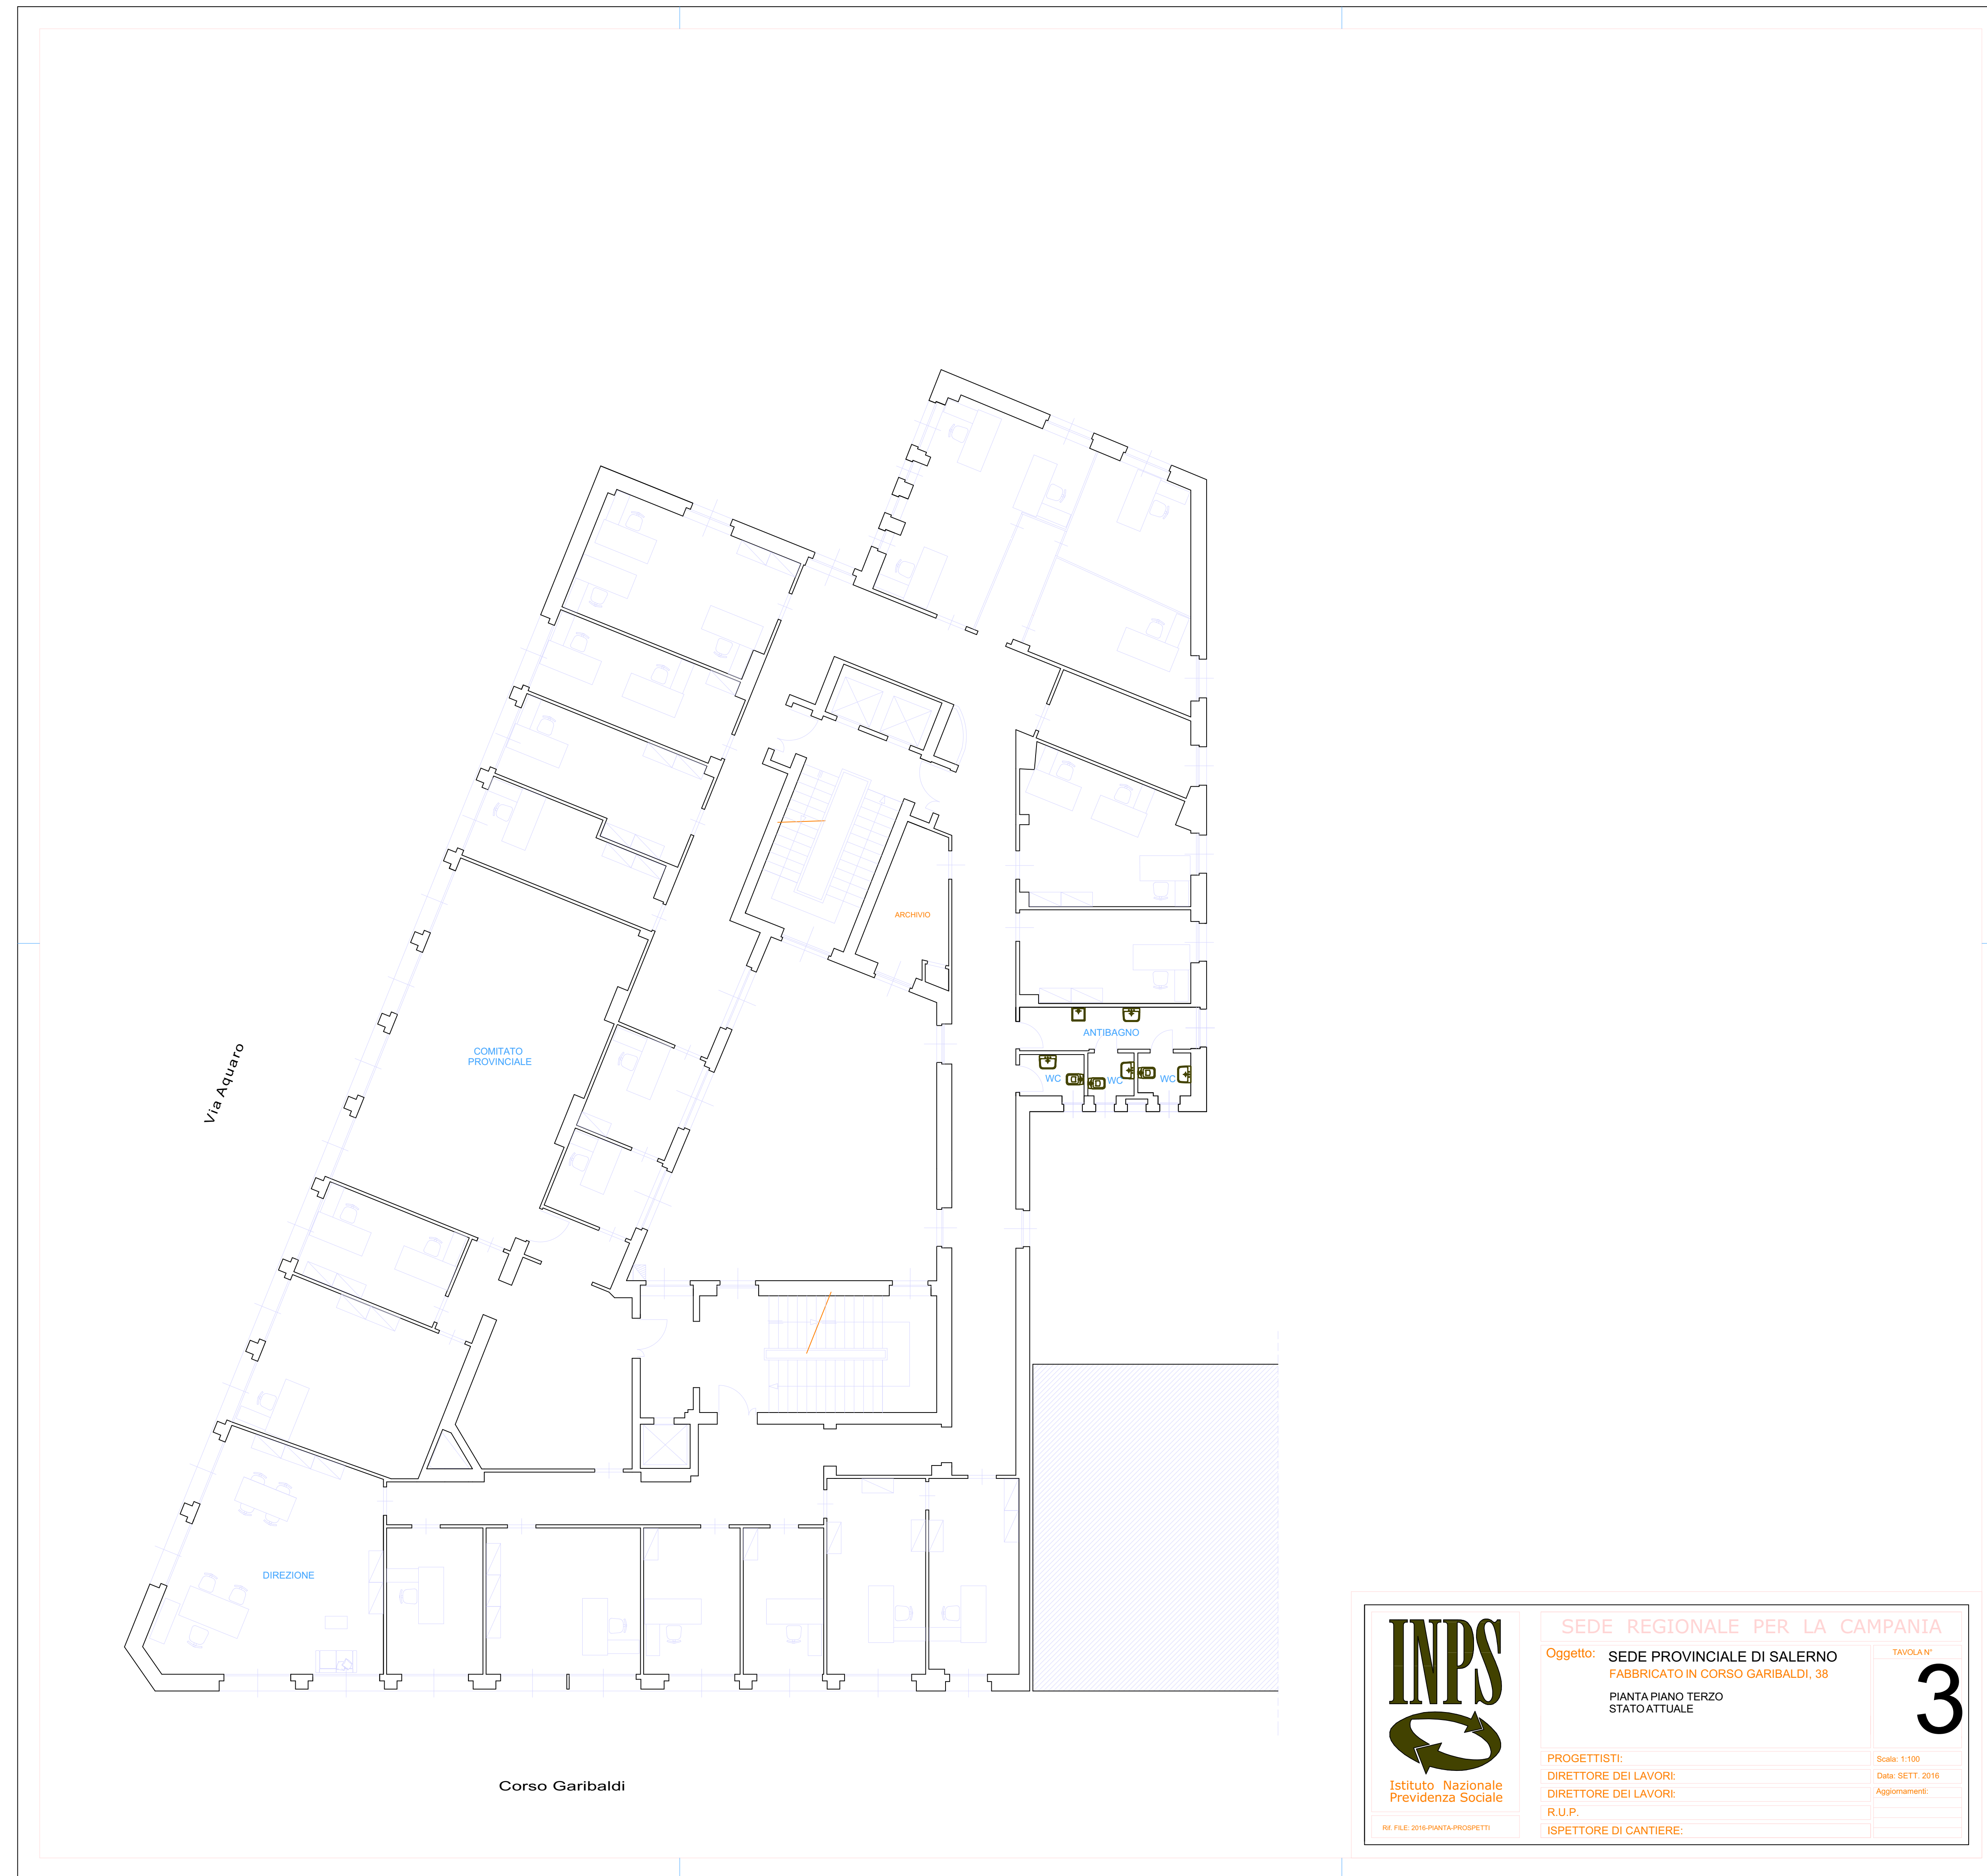 ARCHIVIO
ANTIBAGNO
COMITATO
PROVINCIALE
WC
WC
WC
Via Aquaro
DIREZIONE
Corso Garibaldi
INPS
Istituto Nazionale
Previdenza Sociale
Rif. FILE: 2016-PIANTA-PROSPETTI
SEDE REGIONALE PER LA CAMPANIA
Oggetto: SEDE PROVINCIALE DI SALERNO
FABBRICATO IN CORSO GARIBALDI, 38
PIANTA PIANO TERZO
STATO ATTUALE
TAVOLA N°
3
PROGETTISTI:
DIRETTORE DEI LAVORI:
DIRETTORE DEI LAVORI:
R.U.P.
ISPETTORE DI CANTIERE:
Scala: 1:100
Data: SETT. 2016
Aggiornamenti: